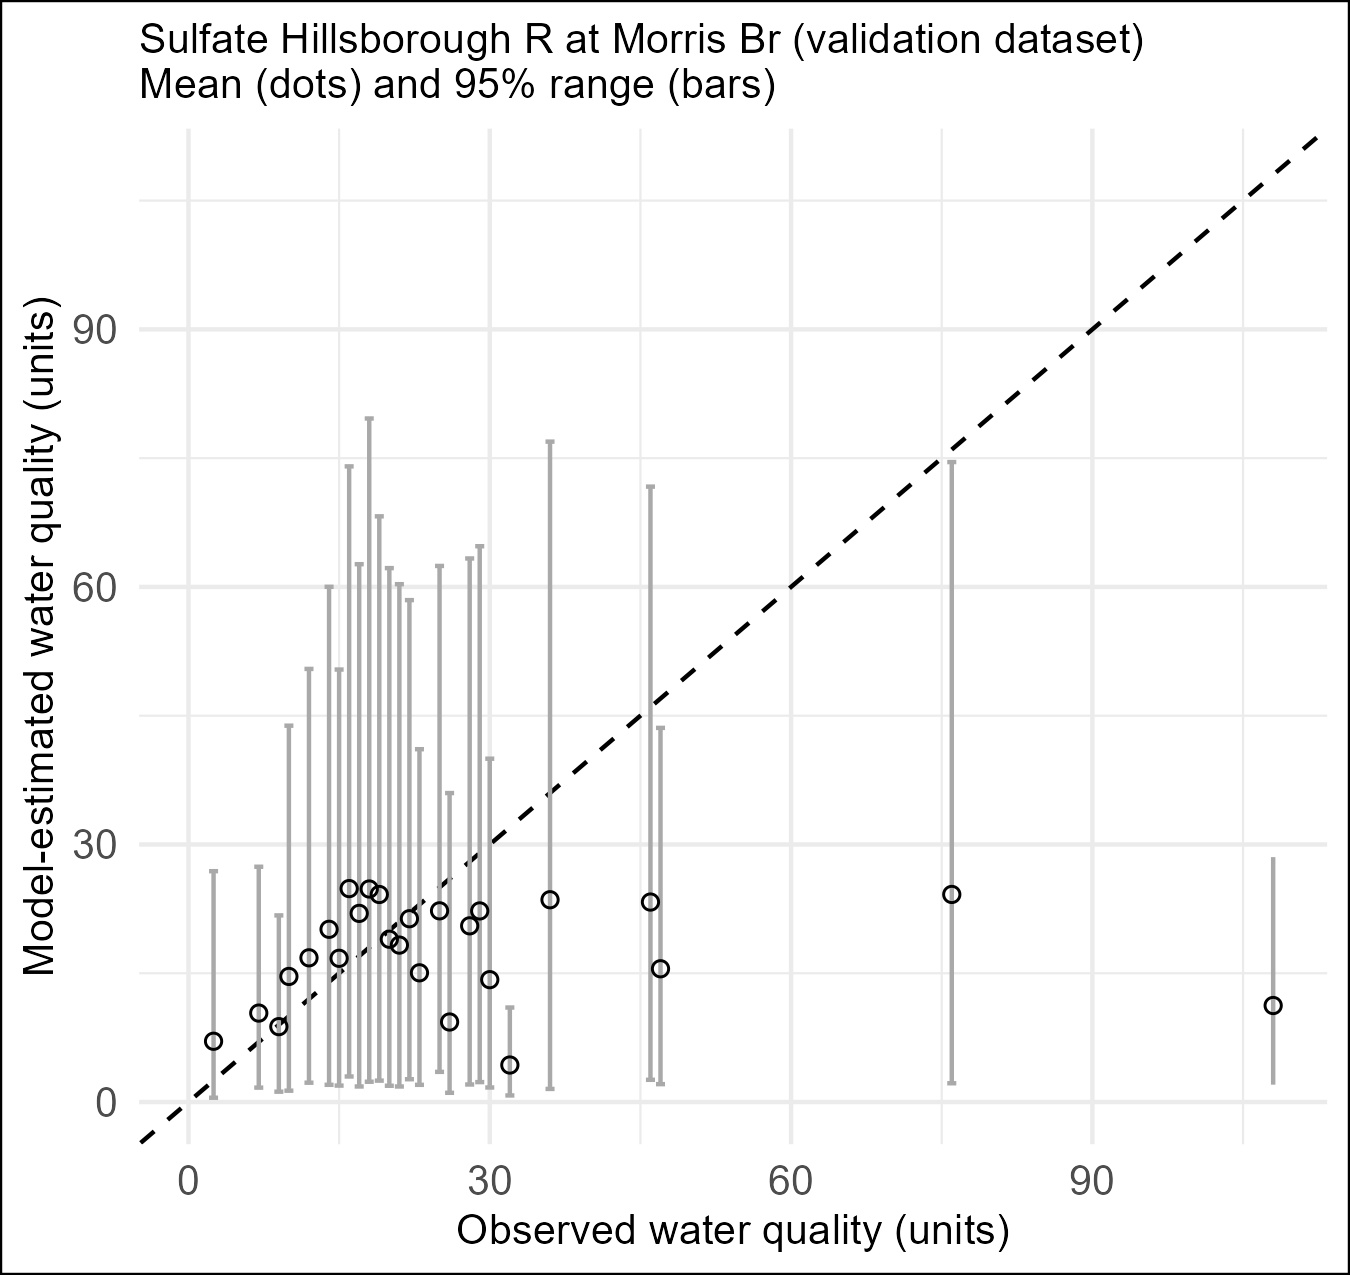 Sulfate Hillsborough R at Morris Br (validation dataset)
Mean (dots) and 95% range (bars)
Model-estimated water quality (units)
90
60
30
0
0 30 60 90
Observed water quality (units)